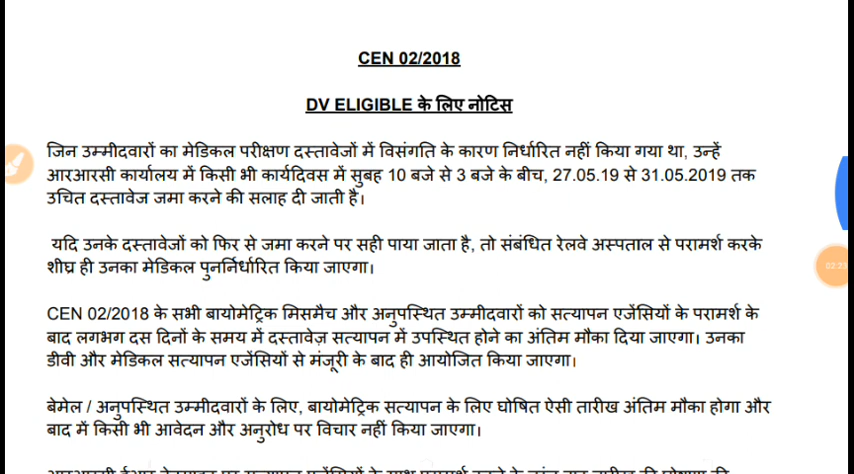 CEN 02/2018
DV ELIGIBLE के लिए नोटिस
जिन उम्मीदवारों का मेडिकल परीक्षण दस्तावेजों में विसंगति के कारण निर्धारित नहीं किया गया था, उन्हें
आरआरसी कार्यालय में किसी भी कार्यदिवस में सुबह 10 बजे से 3 बजे के बीच, 27.05.19 से 31.05.2019 तक
उचित दस्तावेज जमा करने की सलाह दी जाती है।
यदि उनके दस्तावेजों को फिर से जमा करने पर सही पाया जाता है, तो संबंधित रेलवे अस्पताल से परामर्श करके
शीघ्र ही उनका मेडिकल पुनर्निर्धारित किया जाएगा।
CEN 02/2018 के सभी बायोमेट्रिक मिसमैच और अनुपस्थित उम्मीदवारों को सत्यापन एजेंसियों के परामर्श के
बाद लगभग दस दिनों के समय में दस्तावेज़ सत्यापन में उपस्थित होने का अंतिम मौका दिया जाएगा। उनका
डीवी और मेडिकल सत्यापन एजेंसियों से मंजूरी के बाद ही आयोजित किया जाएगा।
बेमेल / अनुपस्थित उम्मीदवारों के लिए, बायोमेट्रिक सत्यापन के लिए घोषित ऐसी तारीख अंतिम मौका होगा और
बाद में किसी भी आवेदन और अनुरोध पर विचार नहीं किया जाएगा।
02:23